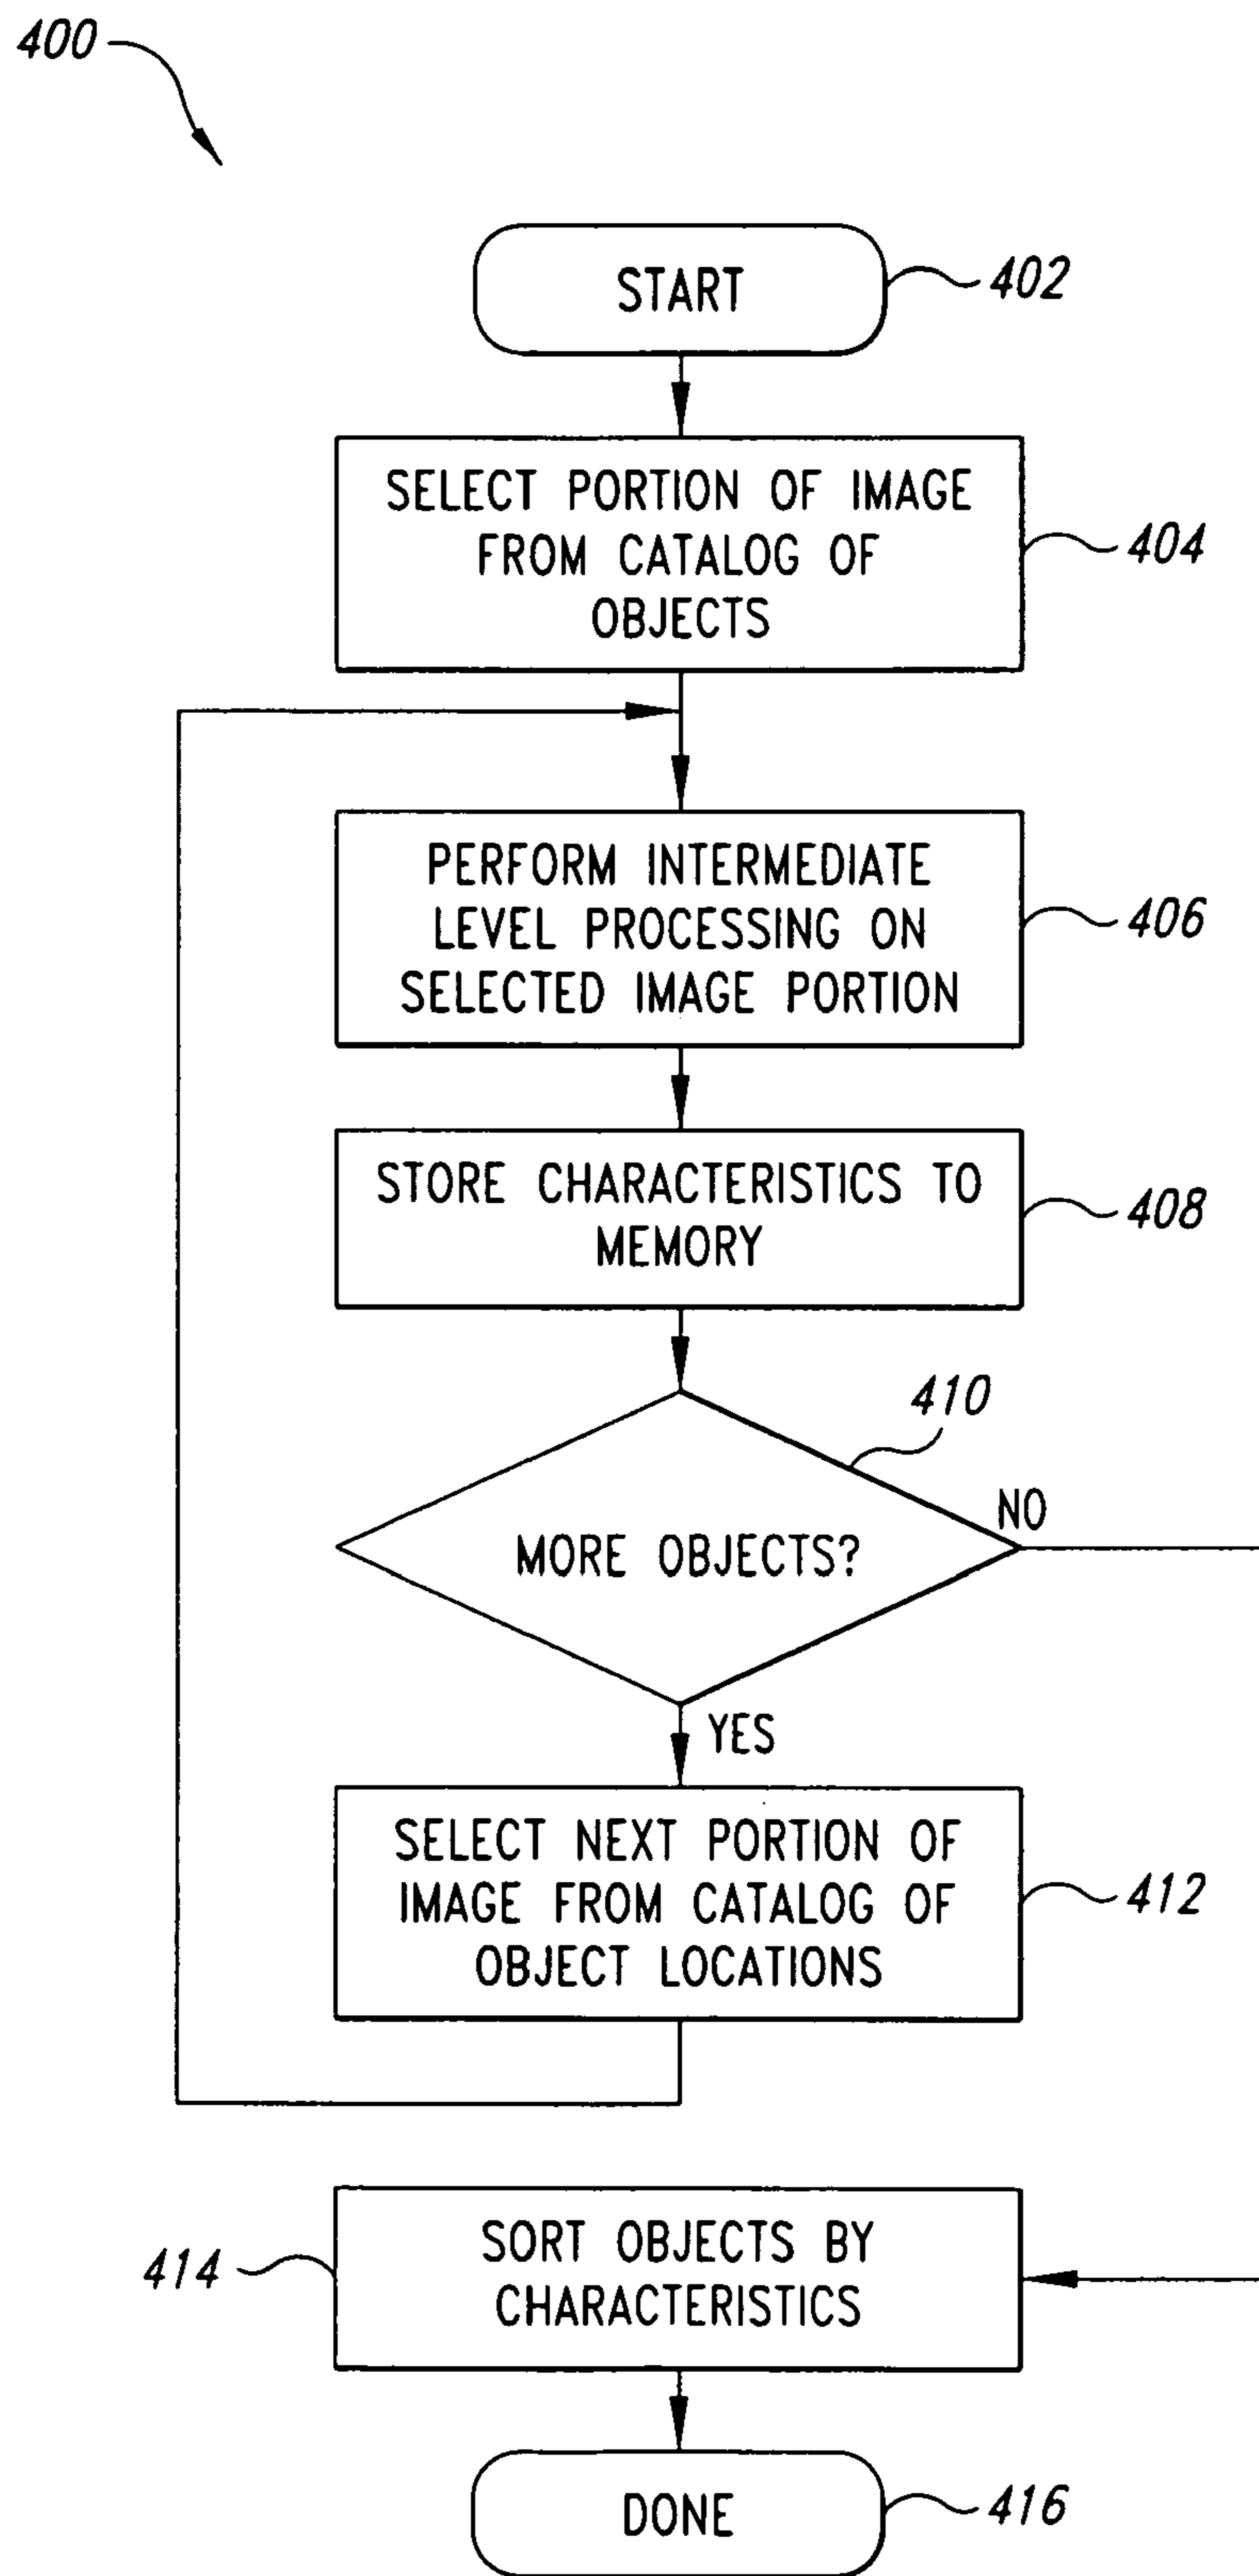 400
START
402
SELECT PORTION OF IMAGE
FROM CATALOG OF
OBJECTS
404
PERFORM INTERMEDIATE
LEVEL PROCESSING ON
SELECTED IMAGE PORTION
406
STORE CHARACTERISTICS TO
MEMORY
408
410
NO
MORE OBJECTS?
YES
SELECT NEXT PORTION OF
IMAGE FROM CATALOG OF
OBJECT LOCATIONS
412
SORT OBJECTS BY
CHARACTERISTICS
414
DONE
416